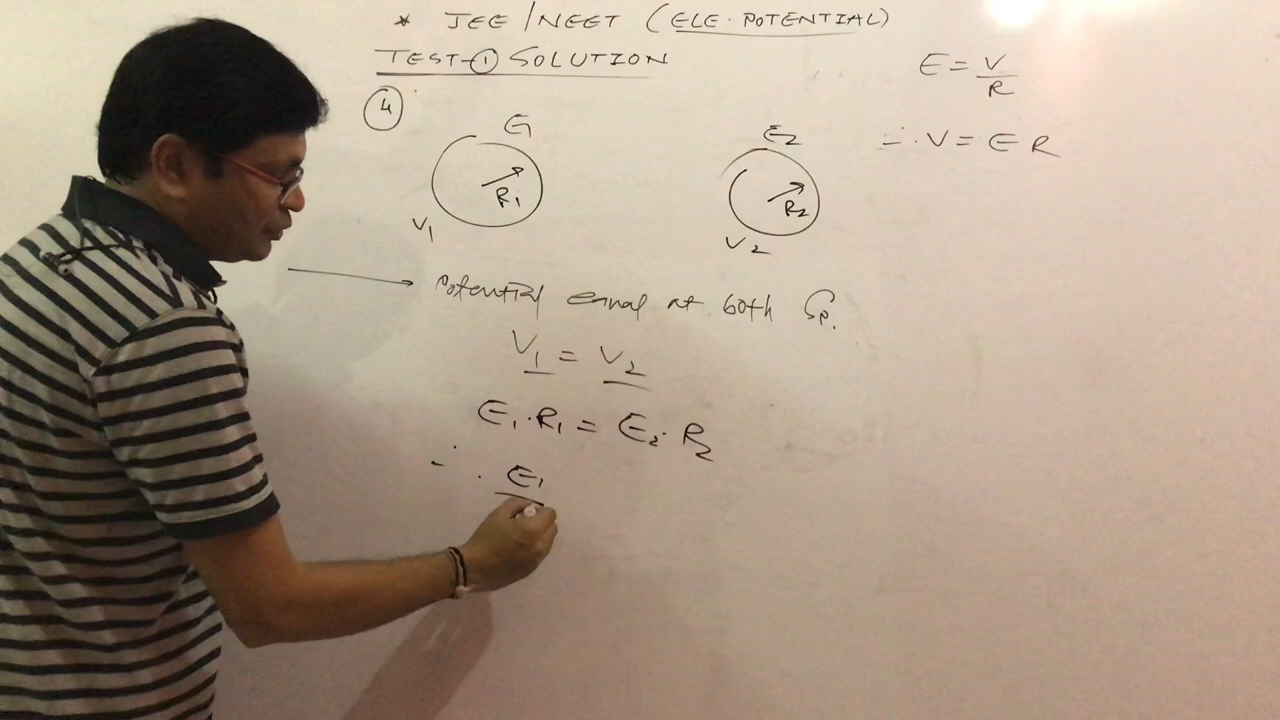 * JEE / NEET (ELE. POTENTIAL)
TEST-① SOLUTION
④
E1
R1
V1
E2
R2
V2
E = V/R
∴ V = E R
→ Potential equal at both Sp.
V1 = V2
E1 . R1 = E2 . R2
∴ E1